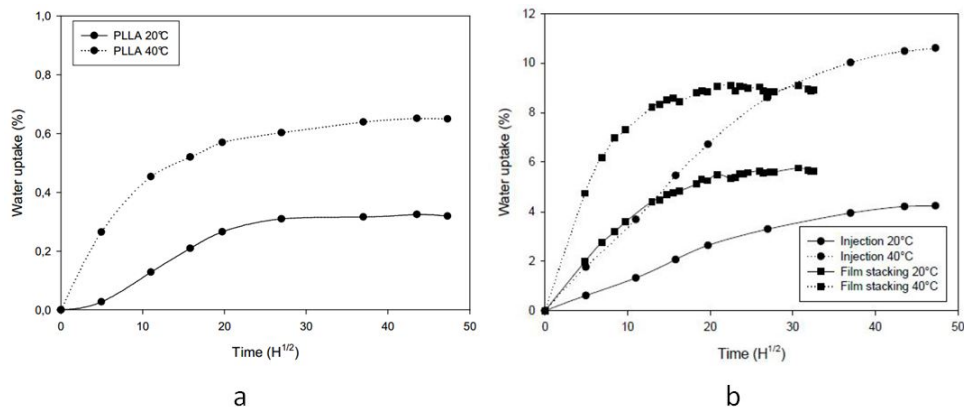 1,0
0,8
0,6
0,4
0,2
0,0
0 10 20 30 40 50
Water uptake (%)
Time (H1/2)
PLLA 20°C
PLLA 40°C
a
12
10
8
6
4
2
0
0 10 20 30 40 50
Water uptake (%)
Time (H1/2)
Injection 20°C
Injection 40°C
Film stacking 20°C
Film stacking 40°C
b